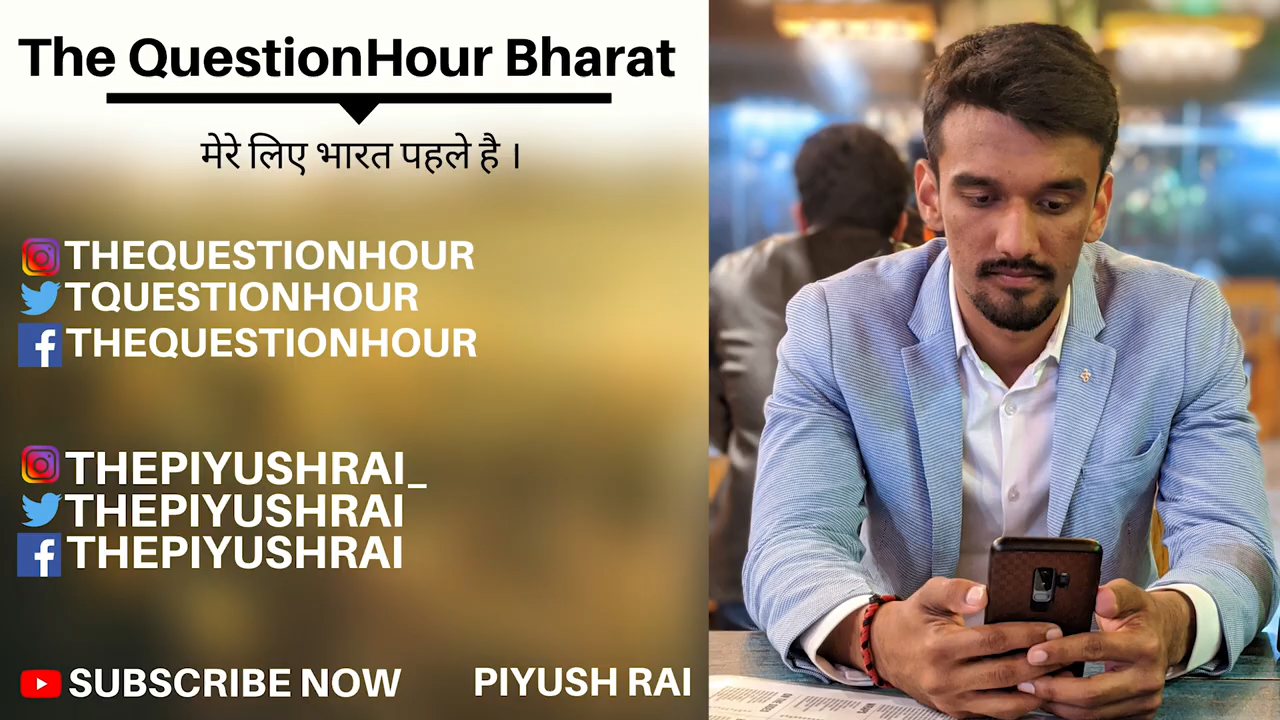 The QuestionHour Bharat
मेरे लिए भारत पहले है ।
THEQUESTIONHOUR
TQUESTIONHOUR
THEQUESTIONHOUR
THEPIYUSHRAI_
THEPIYUSHRAI
THEPIYUSHRAI
SUBSCRIBE NOW
PIYUSH RAI